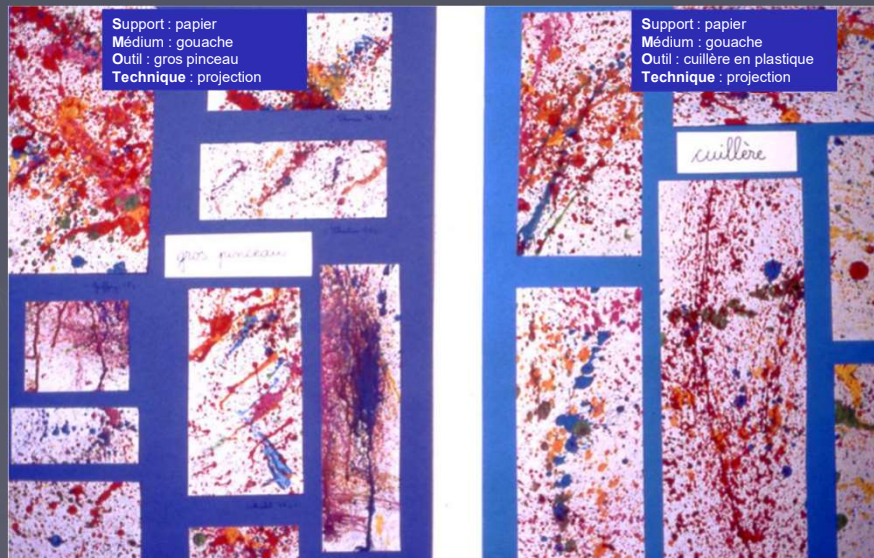 Support : papier
Médium : gouache
Outil : gros pinceau
Technique : projection
gros pinceau
Support : papier
Médium : gouache
Outil : cuillère en plastique
Technique : projection
cuillère